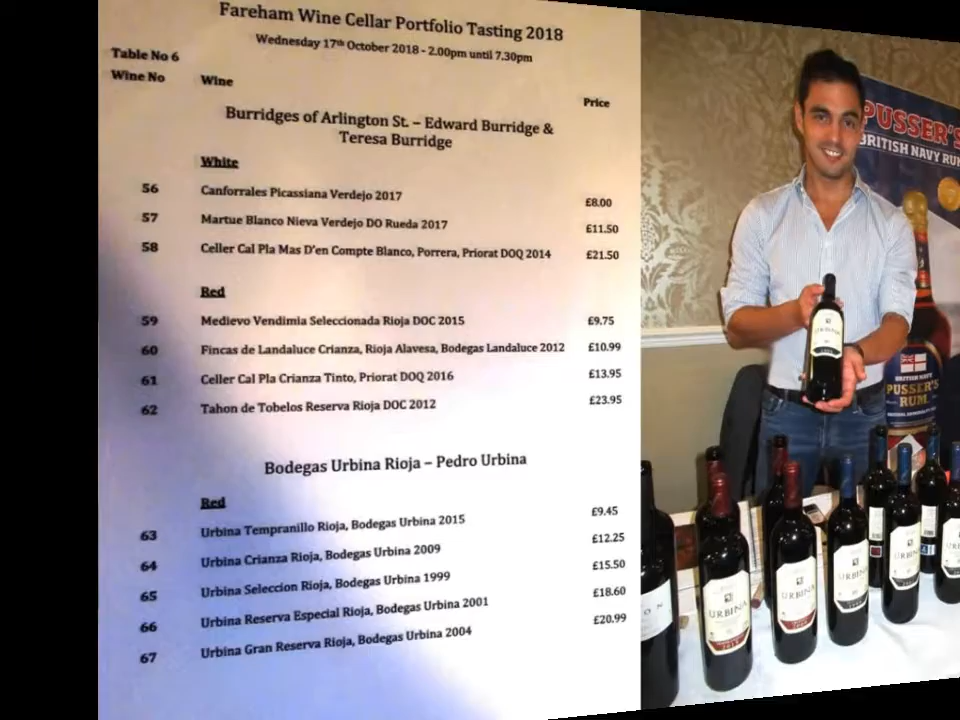 Fareham Wine Cellar Portfolio Tasting 2018
Wednesday 17th October 2018 - 2.00pm until 7.30pm
Table No 6
Wine No Wine Price
Burridges of Arlington St. – Edward Burridge &
Teresa Burridge
White
56 Canforrales Picassiana Verdejo 2017 £8.00
57 Martue Blanco Nieva Verdejo DO Rueda 2017 £11.50
58 Celler Cal Pla Mas D'en Compte Blanco, Porrera, Priorat DOQ 2014 £21.50
Red
59 Medievo Vendimia Seleccionada Rioja DOC 2015 £9.75
60 Fincas de Landaluce Crianza, Rioja Alavesa, Bodegas Landaluce 2012 £10.99
61 Celler Cal Pla Crianza Tinto, Priorat DOQ 2016 £13.95
62 Tahon de Tobelos Reserva Rioja DOC 2012 £23.95
Bodegas Urbina Rioja – Pedro Urbina
Red
63 Urbina Tempranillo Rioja, Bodegas Urbina 2015 £9.45
64 Urbina Crianza Rioja, Bodegas Urbina 2009 £12.25
65 Urbina Seleccion Rioja, Bodegas Urbina 1999 £15.50
66 Urbina Reserva Especial Rioja, Bodegas Urbina 2001 £18.60
67 Urbina Gran Reserva Rioja, Bodegas Urbina 2004 £20.99
PUSSER'S
BRITISH NAVY RUM
URBINA
BRITISH NAVY
PUSSER'S
RUM
URBINA
URBINA
URBINA
URBINA